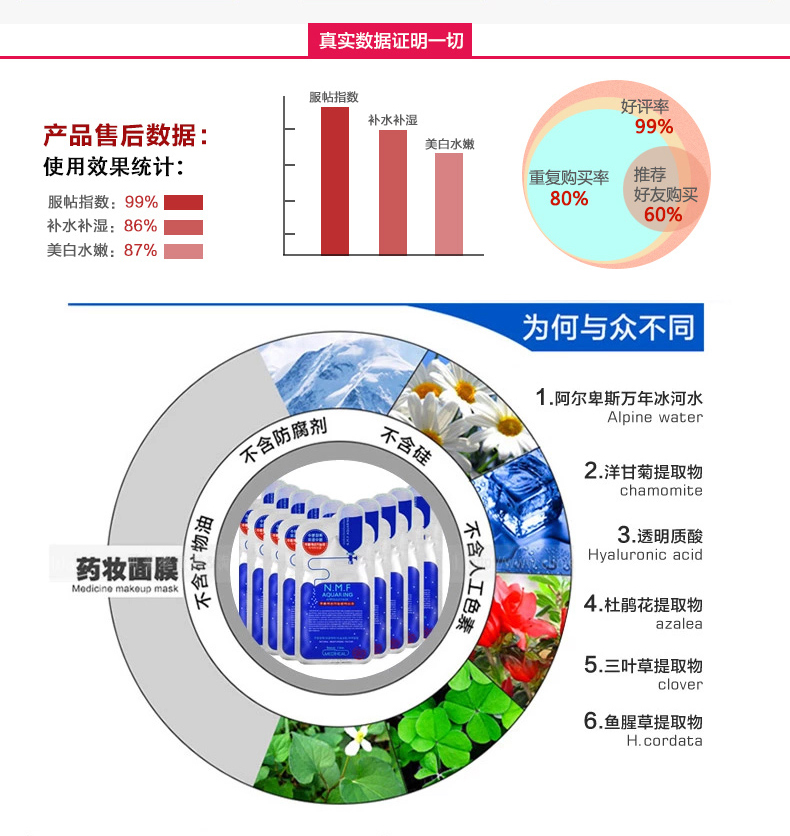 真实数据证明一切
产品售后数据：
使用效果统计：
服帖指数：99%
补水补湿：86%
美白水嫩：87%
服帖指数
补水补湿
美白水嫩
好评率
99%
重复购买率
80%
推荐
好友购买
60%
为何与众不同
1.阿尔卑斯万年冰河水
Alpine water
2.洋甘菊提取物
chamomite
3.透明质酸
Hyaluronic acid
4.杜鹃花提取物
azalea
5.三叶草提取物
clover
6.鱼腥草提取物
H.cordata
不含防腐剂
不含硅
不含矿物油
不含人工色素
药妆面膜
Medicine makeup mask
N.M.F
AQUARING